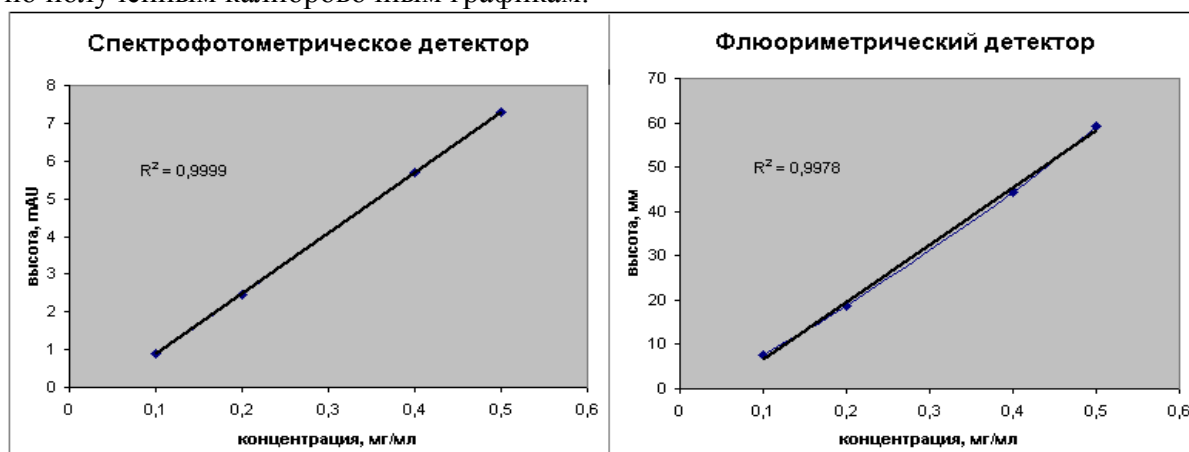 по полученным калибровочным графикам.
Спектрофотометрическое детектор
8
7
6
5
4
3
2
1
0
высота, mAU
R² = 0,9999
0 0,1 0,2 0,3 0,4 0,5 0,6
концентрация, мг/мл
Флюориметрический детектор
70
60
50
40
30
20
10
0
высота, мм
R² = 0,9978
0 0,1 0,2 0,3 0,4 0,5 0,6
концентрация, мг/мл